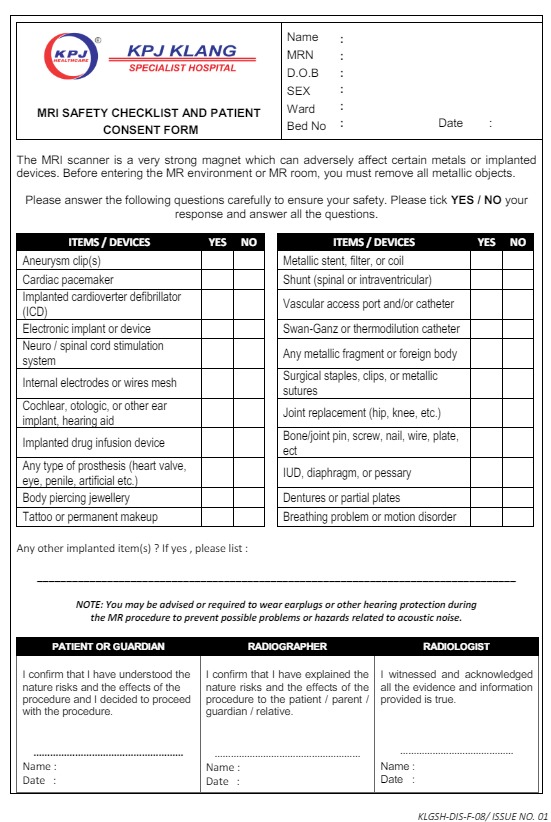 KPJ
HEALTHCARE
®
KPJ KLANG
SPECIALIST HOSPITAL
MRI SAFETY CHECKLIST AND PATIENT
CONSENT FORM
Name :
MRN :
D.O.B :
SEX :
Ward :
Bed No :
Date :
The MRI scanner is a very strong magnet which can adversely affect certain metals or implanted
devices. Before entering the MR environment or MR room, you must remove all metallic objects.
Please answer the following questions carefully to ensure your safety. Please tick YES / NO your
response and answer all the questions.
ITEMS / DEVICES YES NO
Aneurysm clip(s)
Cardiac pacemaker
Implanted cardioverter defibrillator
(ICD)
Electronic implant or device
Neuro / spinal cord stimulation
system
Internal electrodes or wires mesh
Cochlear, otologic, or other ear
implant, hearing aid
Implanted drug infusion device
Any type of prosthesis (heart valve,
eye, penile, artificial etc.)
Body piercing jewellery
Tattoo or permanent makeup
ITEMS / DEVICES YES NO
Metallic stent, filter, or coil
Shunt (spinal or intraventricular)
Vascular access port and/or catheter
Swan-Ganz or thermodilution catheter
Any metallic fragment or foreign body
Surgical staples, clips, or metallic
sutures
Joint replacement (hip, knee, etc.)
Bone/joint pin, screw, nail, wire, plate,
ect
IUD, diaphragm, or pessary
Dentures or partial plates
Breathing problem or motion disorder
Any other implanted item(s) ? If yes , please list :
NOTE: You may be advised or required to wear earplugs or other hearing protection during
the MR procedure to prevent possible problems or hazards related to acoustic noise.
PATIENT OR GUARDIAN
I confirm that I have understood the
nature risks and the effects of the
procedure and I decided to proceed
with the procedure.
Name :
Date :
RADIOGRAPHER
I confirm that I have explained the
nature risks and the effects of the
procedure to the patient / parent /
guardian / relative.
Name :
Date :
RADIOLOGIST
I witnessed and acknowledged
all the evidence and information
provided is true.
Name :
Date :
KLGSH-DIS-F-08/ ISSUE NO. 01